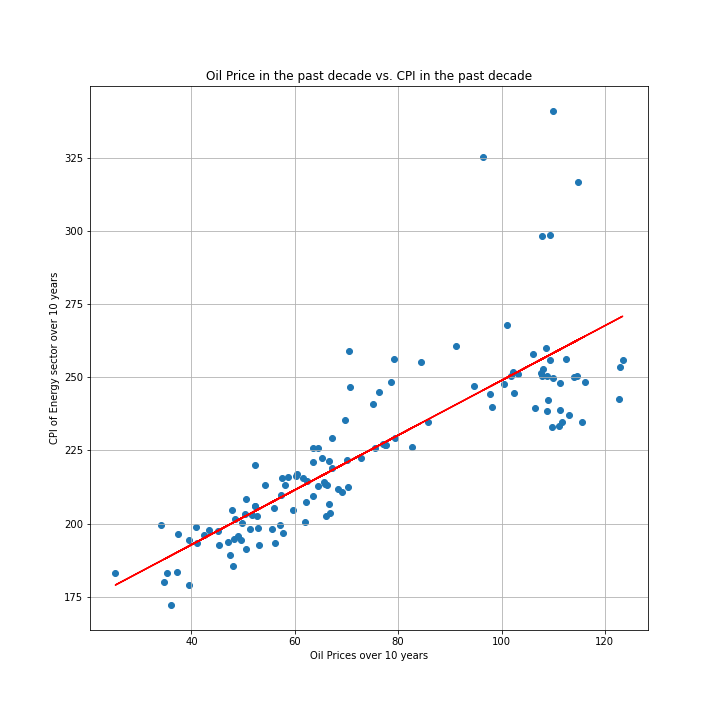 Oil Price in the past decade vs. CPI in the past decade
CPI of Energy sector over 10 years
325
300
275
250
225
200
175
40 60 80 100 120
Oil Prices over 10 years